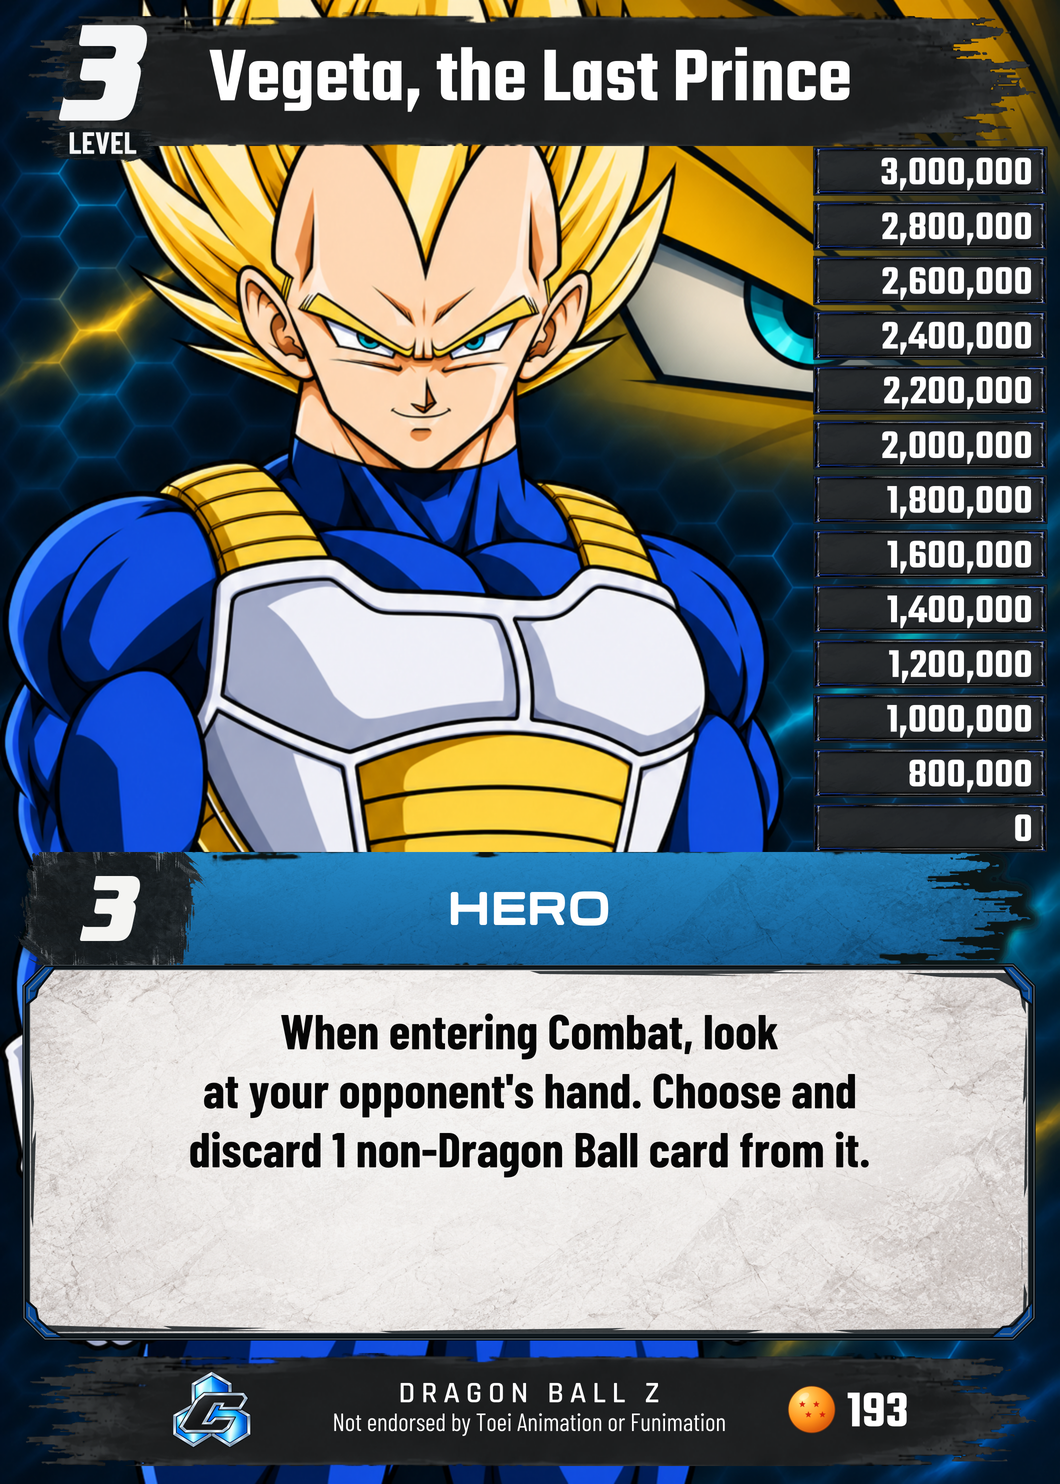 3
LEVEL
Vegeta, the Last Prince
3,000,000
2,800,000
2,600,000
2,400,000
2,200,000
2,000,000
1,800,000
1,600,000
1,400,000
1,200,000
1,000,000
800,000
0
3
HERO
When entering Combat, look
at your opponent's hand. Choose and
discard 1 non-Dragon Ball card from it.
G
DRAGON BALL Z
Not endorsed by Toei Animation or Funimation
193